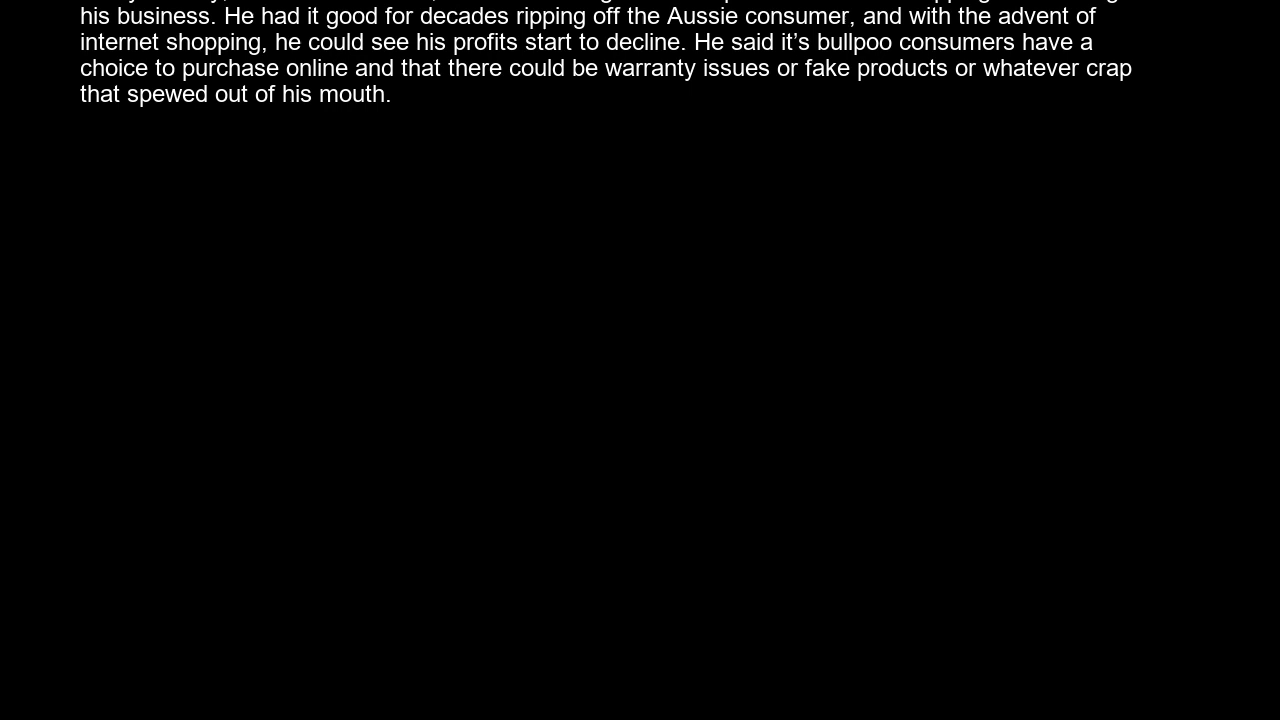 his business. He had it good for decades ripping off the Aussie consumer, and with the advent of
internet shopping, he could see his profits start to decline. He said it’s bullpoo consumers have a
choice to purchase online and that there could be warranty issues or fake products or whatever crap
that spewed out of his mouth.